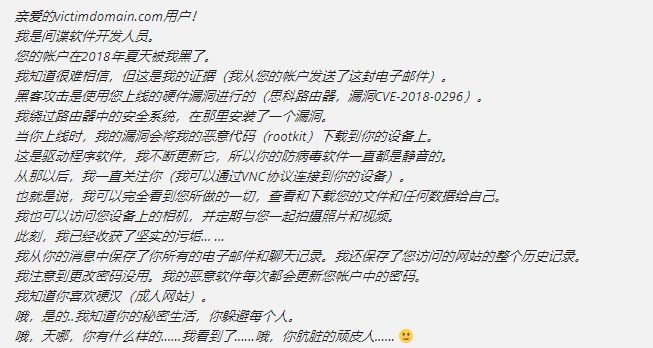 亲爱的victimdomain.com用户！
我是间谍软件开发人员。
您的帐户在2018年夏天被我黑了。
我知道很难相信，但这是我的证据（我从您的帐户发送了这封电子邮件）。
黑客攻击是使用您上线的硬件漏洞进行的（思科路由器，漏洞CVE-2018-0296）。
我绕过路由器中的安全系统，在那里安装了一个漏洞。
当你上线时，我的漏洞会将我的恶意代码（rootkit）下载到你的设备上。
这是驱动程序软件，我不断更新它，所以你的防病毒软件一直都是静音的。
从那以后，我一直关注你（我可以通过VNC协议连接到你的设备）。
也就是说，我可以完全看到您所做的一切，查看和下载您的文件和任何数据给自己。
我也可以访问您设备上的相机，并定期与您一起拍摄照片和视频。
此刻，我已经收获了坚实的污垢... ...
我从你的消息中保存了你所有的电子邮件和聊天记录。我还保存了您访问的网站的整个历史记录。
我注意到更改密码没用。我的恶意软件每次都会更新您帐户中的密码。
我知道你喜欢硬汉（成人网站）。
哦，是的..我知道你的秘密生活，你躲避每个人。
哦，天哪，你有什么样的......我看到了......哦，你肮脏的顽皮人...... 🙂